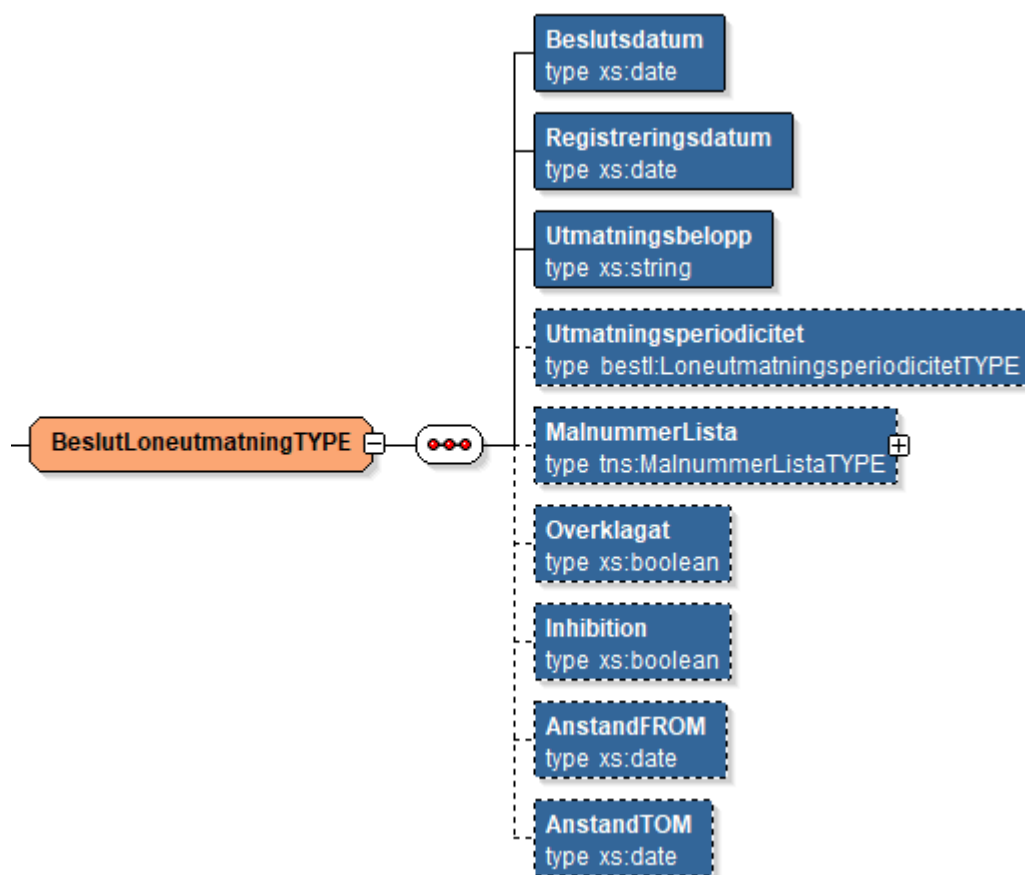 Beslutsdatum
type xs:date
Registreringsdatum
type xs:date
Utmatningsbelopp
type xs:string
Utmatningsperiodicitet
type bestl:LoneutmatningsperiodicitetTYPE
BeslutLoneutmatningTYPE
MalnummerLista
type tns:MalnummerListaTYPE
Overklagat
type xs:boolean
Inhibition
type xs:boolean
AnstandFROM
type xs:date
AnstandTOM
type xs:date